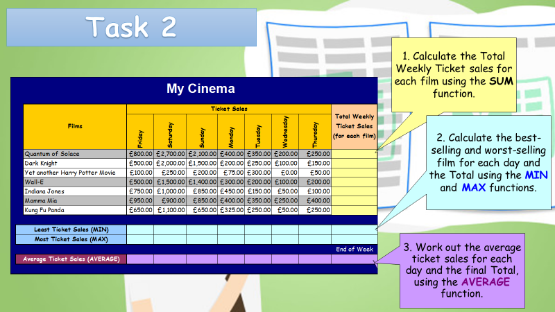 Task 2
My Cinema
Films
Ticket Sales
Total Weekly
Ticket Sales
(for each film)
Friday Saturday Sunday Monday Tuesday Wednesday Thursday
Quantum of Solace £800.00 £2,700.00 £2,300.00 £400.00 £350.00 £200.00 £250.00
Dark Knight £500.00 £2,000.00 £1,500.00 £200.00 £250.00 £100.00 £150.00
Yet another Harry Potter Movie £100.00 £250.00 £200.00 £75.00 £300.00 £0.00 £50.00
Wall-E £500.00 £1,500.00 £1,400.00 £300.00 £200.00 £100.00 £200.00
Indiana Jones £750.00 £1,000.00 £850.00 £450.00 £150.00 £50.00 £100.00
Mamma Mia £950.00 £900.00 £850.00 £400.00 £350.00 £250.00 £400.00
Kung Fu Panda £650.00 £1,100.00 £650.00 £325.00 £250.00 £50.00 £250.00
Least Ticket Sales (MIN)
Most Ticket Sales (MAX)
End of Week
Average Ticket Sales (AVERAGE)
1. Calculate the Total
Weekly Ticket sales for
each film using the SUM
function.
2. Calculate the best-
selling and worst-selling
film for each day and
the Total using the MIN
and MAX functions.
3. Work out the average
ticket sales for each
day and the final Total,
using the AVERAGE
function.